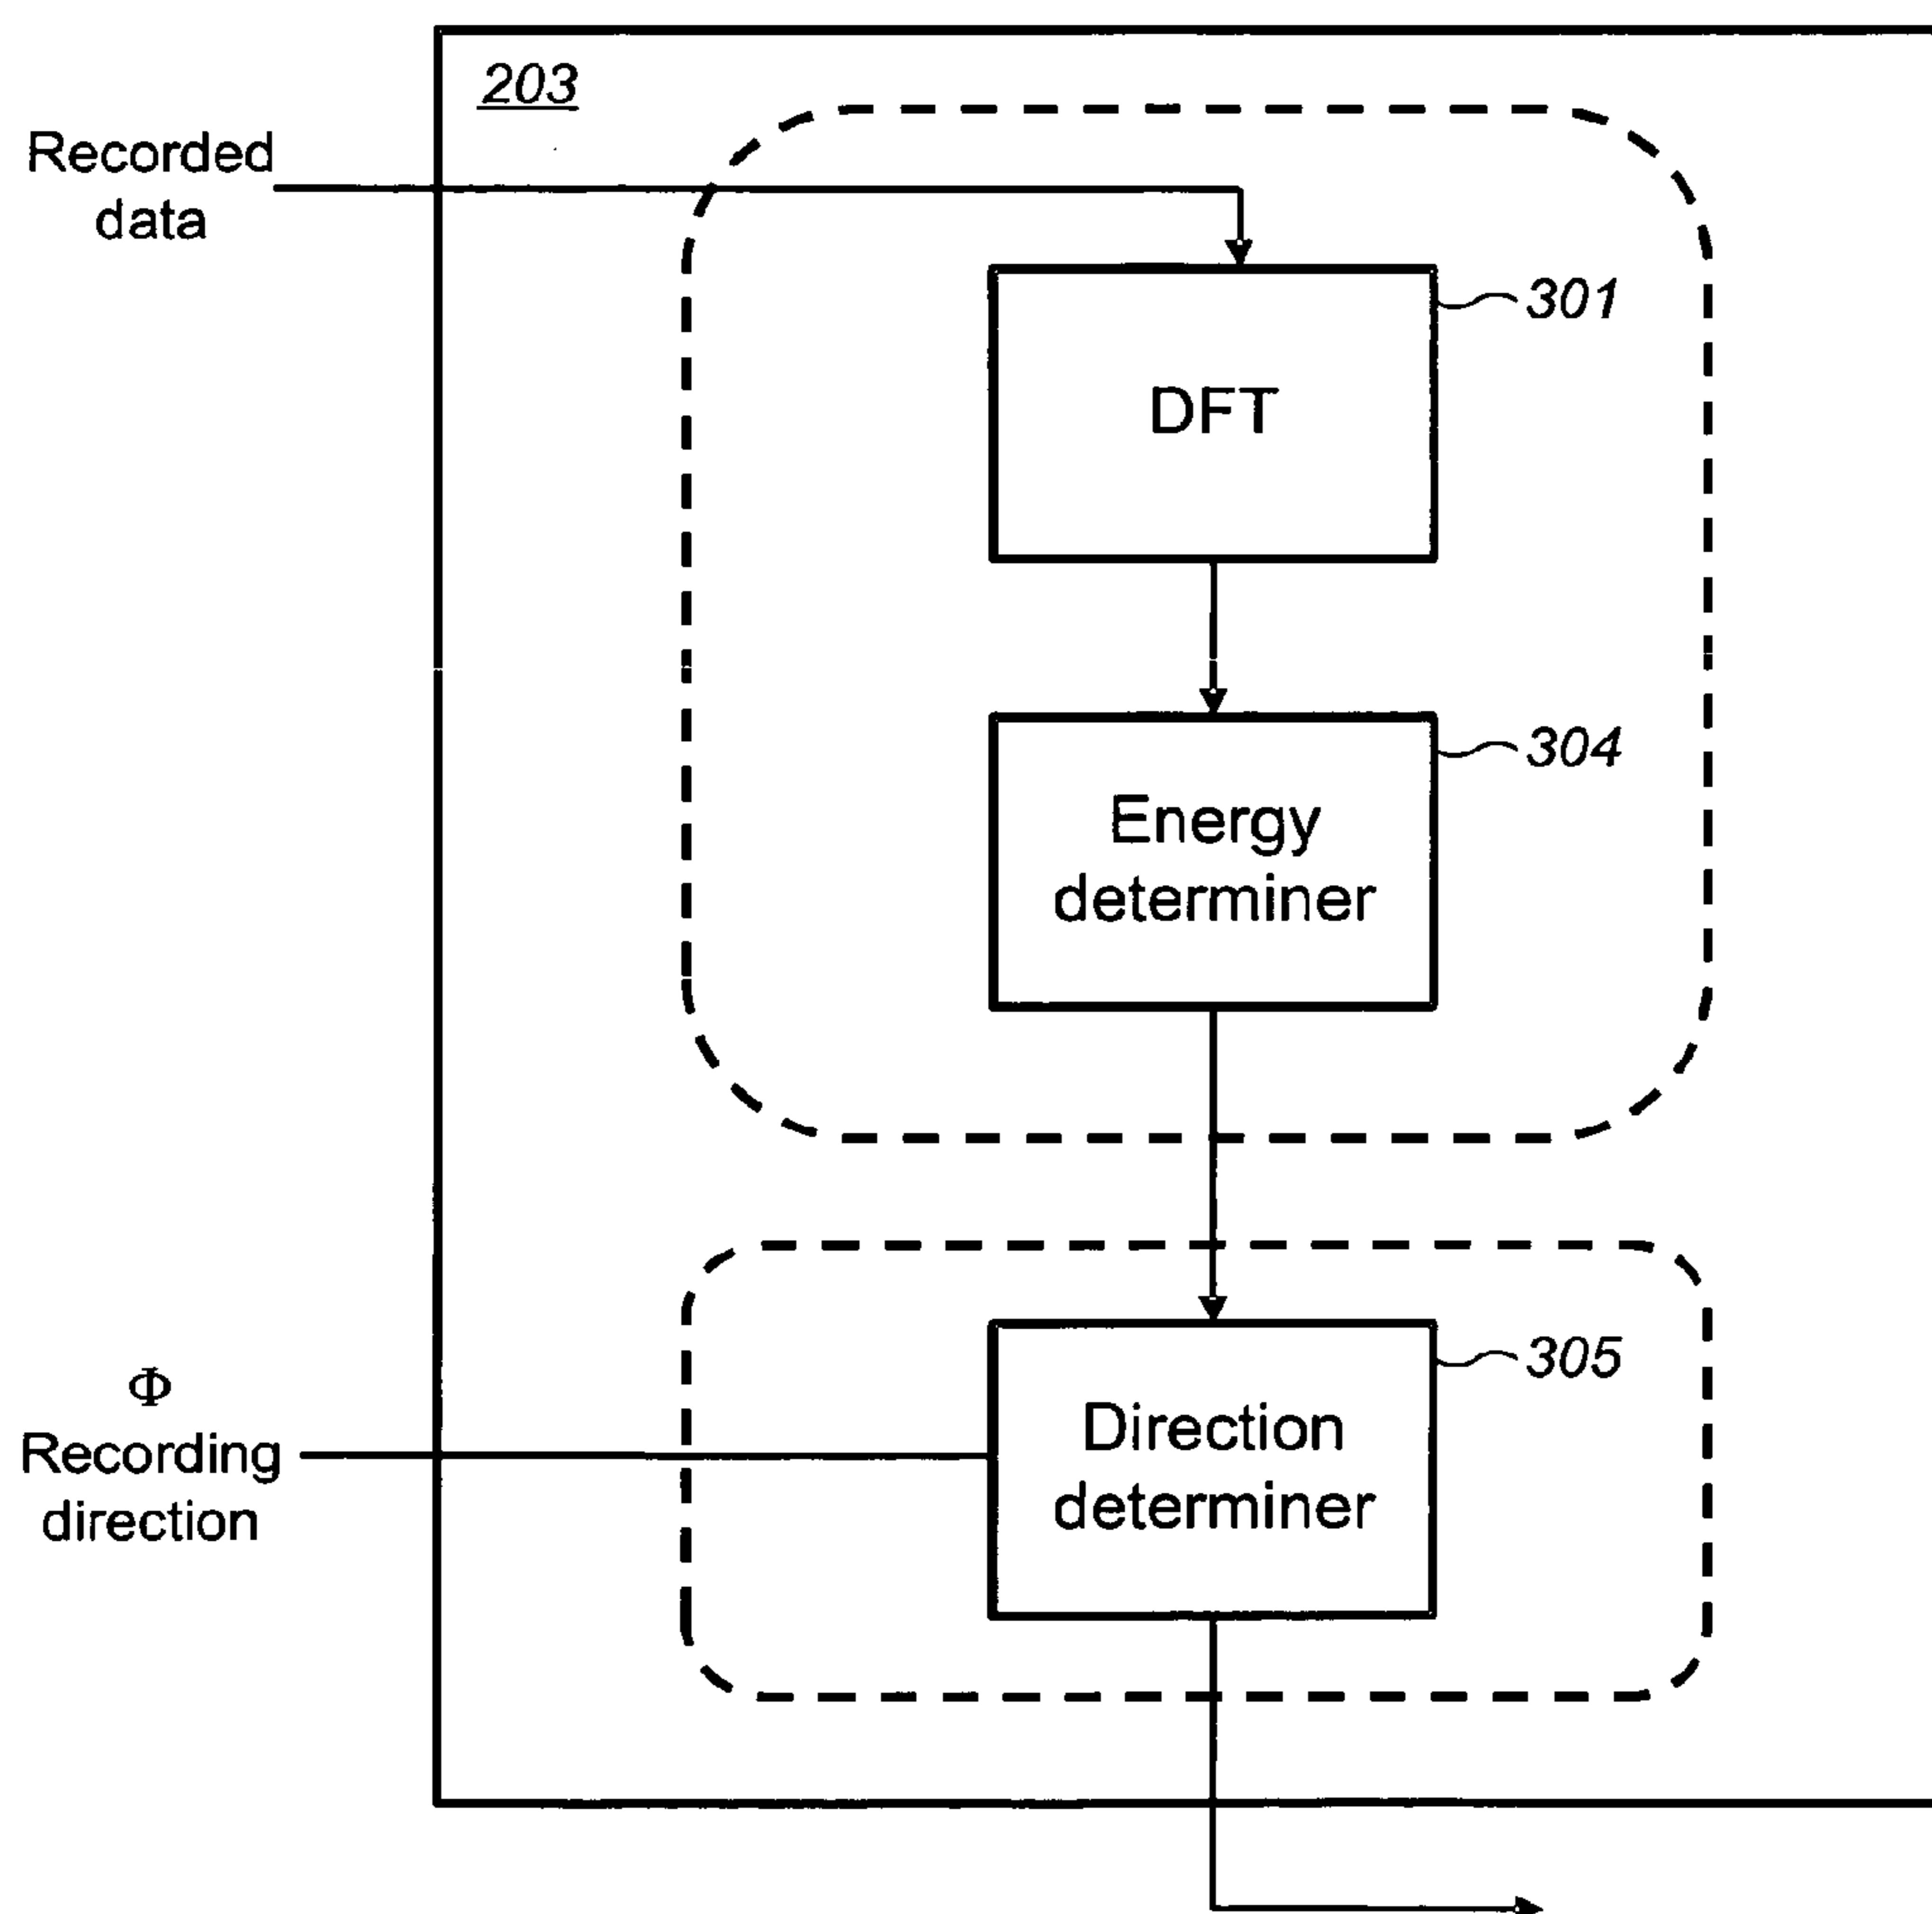 203
Recorded
data
301
DFT
304
Energy
determiner
305
Direction
determiner
Φ
Recording
direction